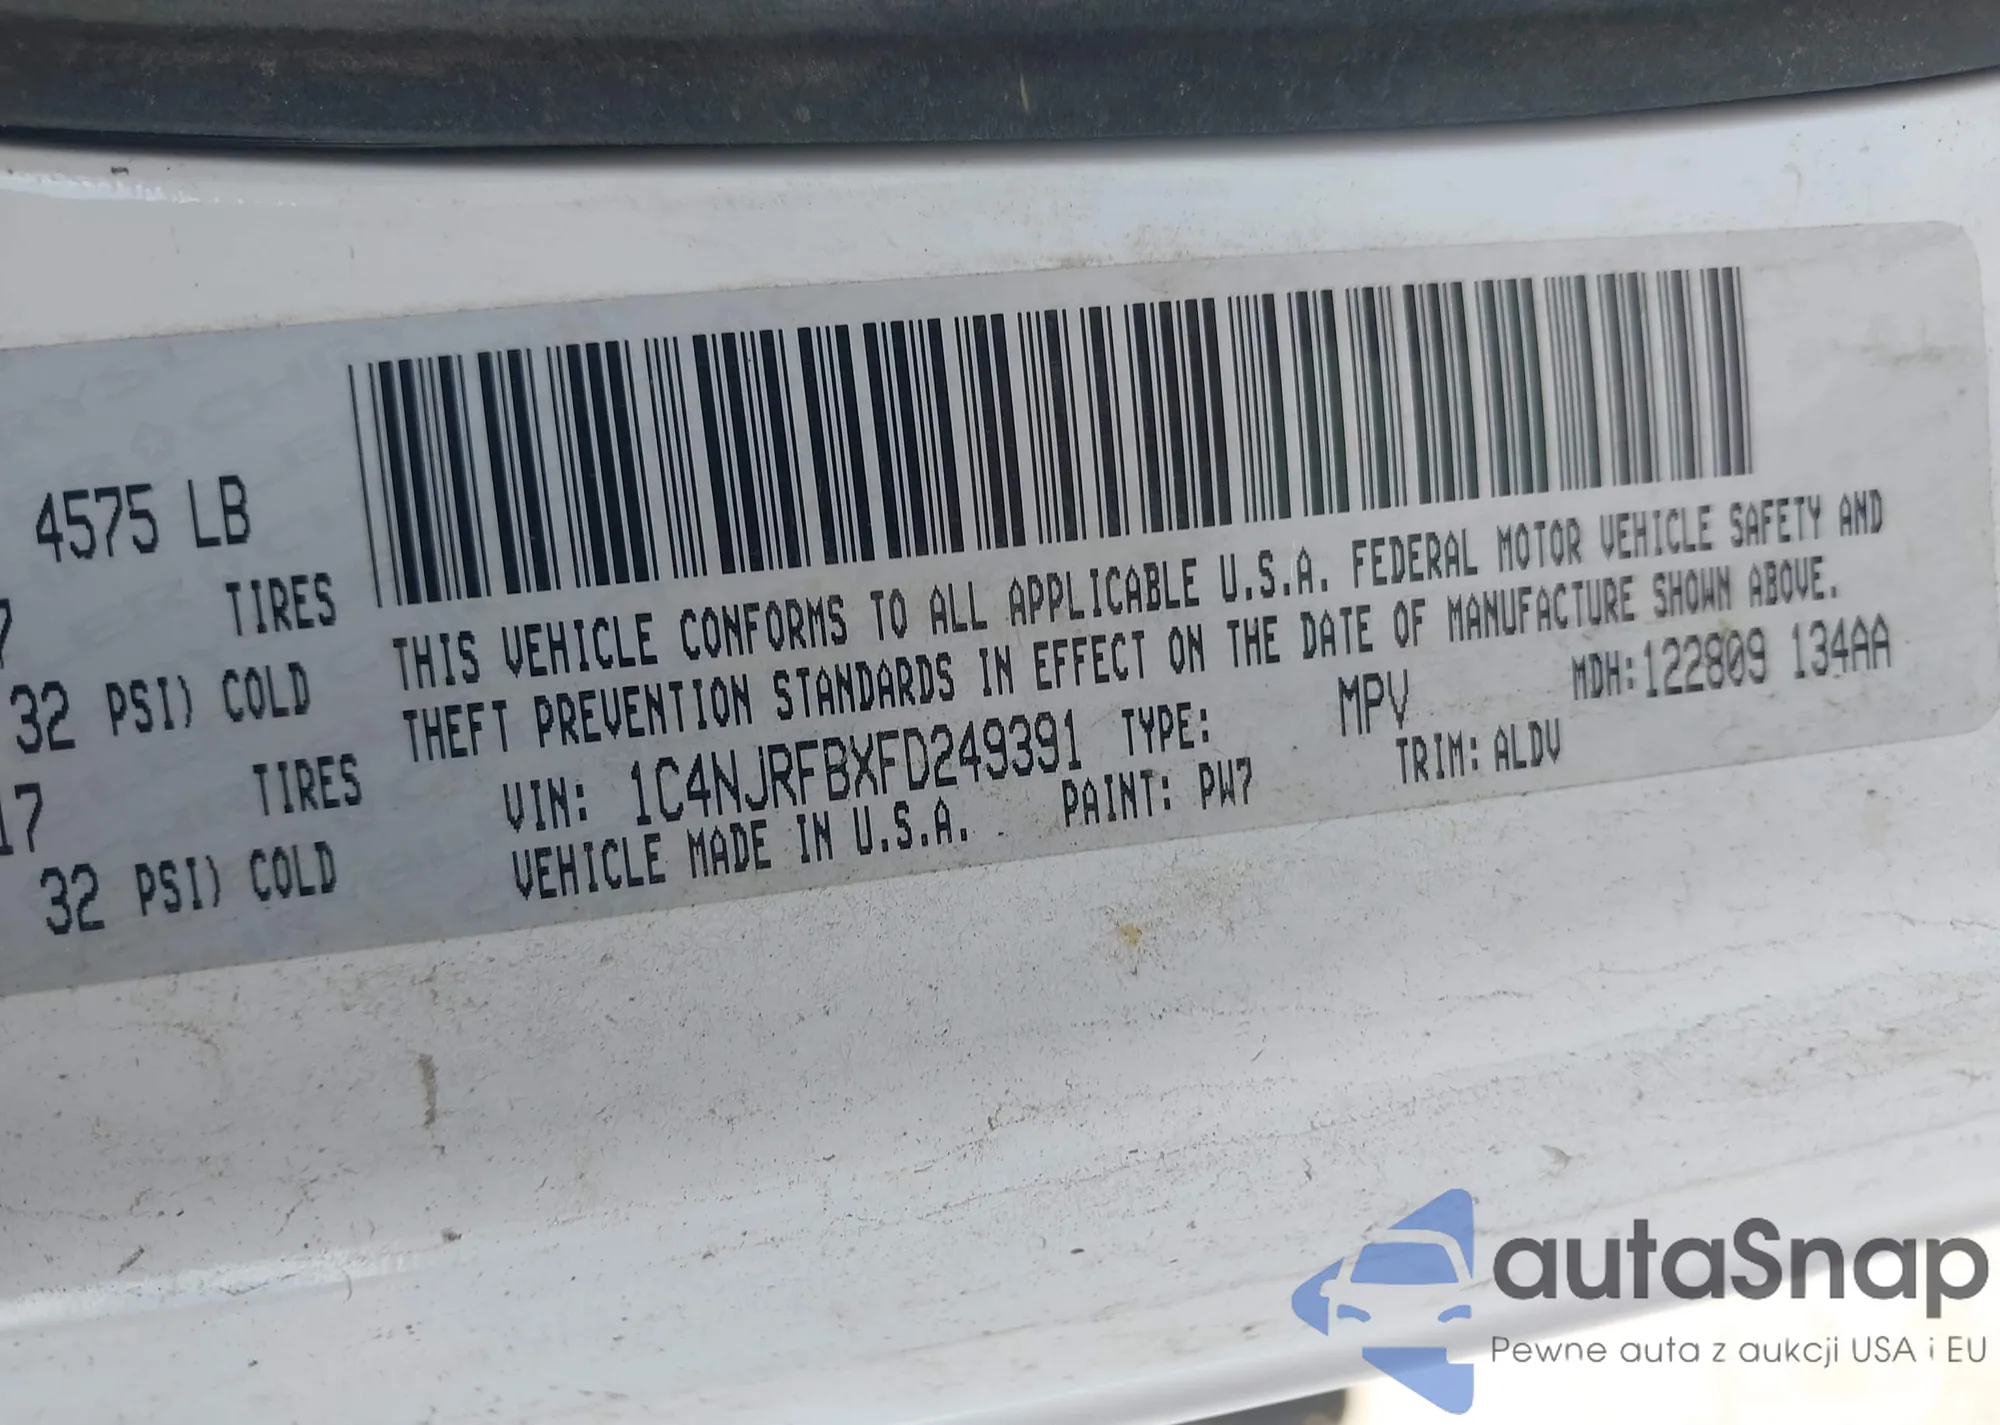 4575 LB
TIRES
32 PSI) COLD
17 TIRES
32 PSI) COLD
THIS VEHICLE CONFORMS TO ALL APPLICABLE U.S.A. FEDERAL MOTOR VEHICLE SAFETY AND
THEFT PREVENTION STANDARDS IN EFFECT ON THE DATE OF MANUFACTURE SHOWN ABOVE.
VIN: 1C4NJRFBXFD249391 TYPE: MPV MDH:122809 134AA
VEHICLE MADE IN U.S.A. PAINT: PW7 TRIM: ALDV
autaSnap
Pewne auta z aukcji USA i EU